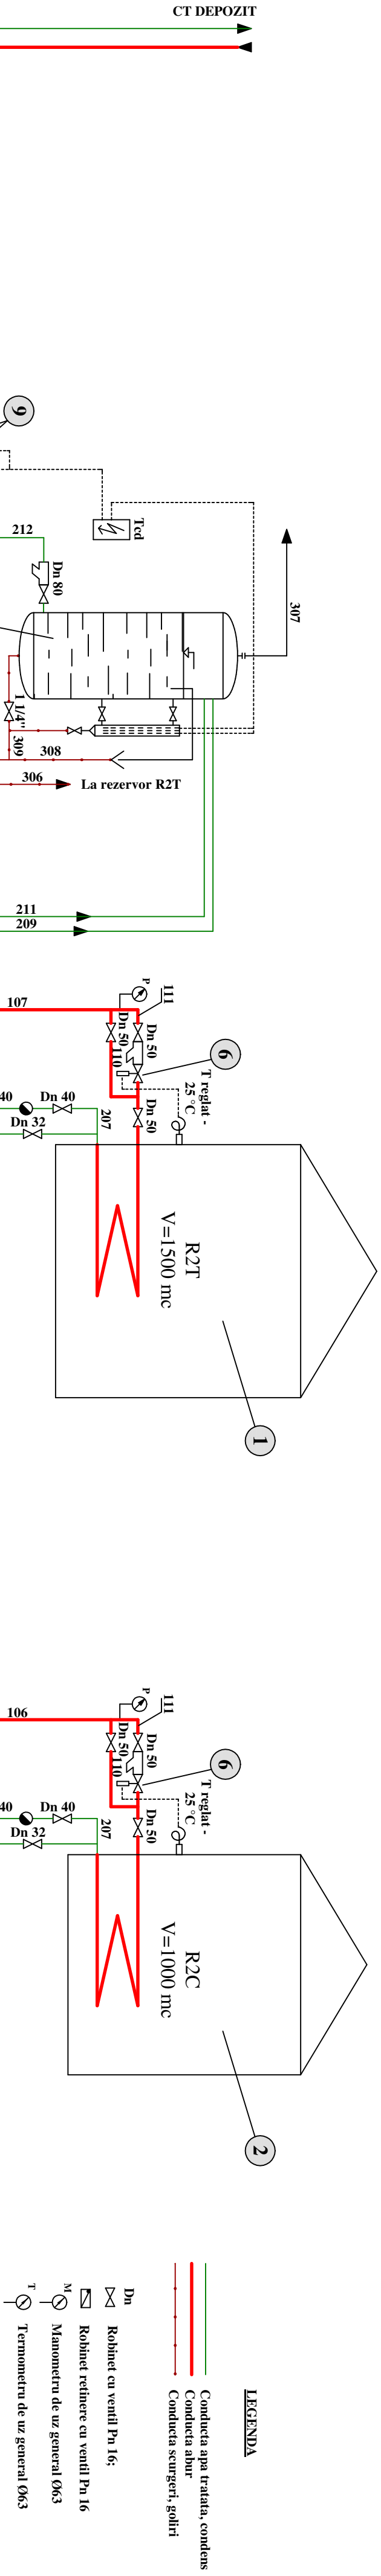 CT DEPOZIT
9
Tcd
212
Dn 80
307
1 1/4"
309
308
306
La rezervor R2T
211
209
107
P
111
Dn 50
Dn 50
110
6
T reglat -
25 °C
Dn 50
40
Dn 40
Dn 32
207
R2T
V=1500 mc
1
106
P
111
Dn 50
Dn 50
110
6
T reglat -
25 °C
Dn 50
40
Dn 40
Dn 32
207
R2C
V=1000 mc
2
LEGENDA
Conducta apa tratata, condens
Conducta abur
Conducta scurgeri, goliri
Dn
Robinet cu ventil Pn 16;
Robinet retinere cu ventil Pn 16
M
Manometru de uz general Ø63
T
Termometru de uz general Ø63